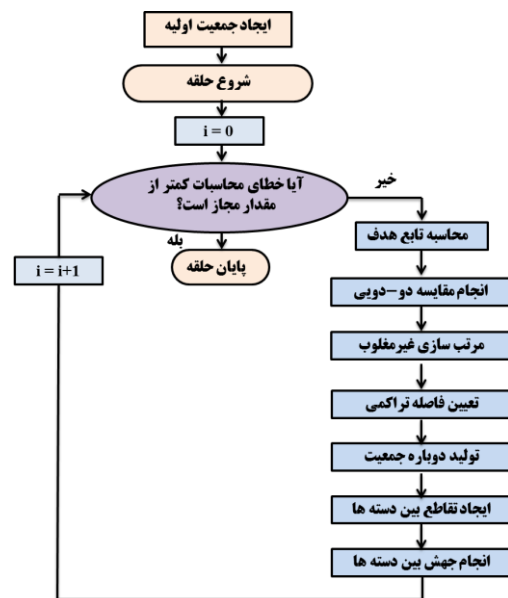 ایجاد جمعیت اولیه
شروع حلقه
i = 0
آیا خطای محاسبات کمتر از
مقدار مجاز است؟
خیر
بله
پایان حلقه
محاسبه تابع هدف
انجام مقایسه دو-دویی
مرتب سازی غیرمغلوب
تعیین فاصله تراکمی
تولید دوباره جمعیت
ایجاد تقاطع بین دسته ها
انجام جهش بین دسته ها
i = i+1